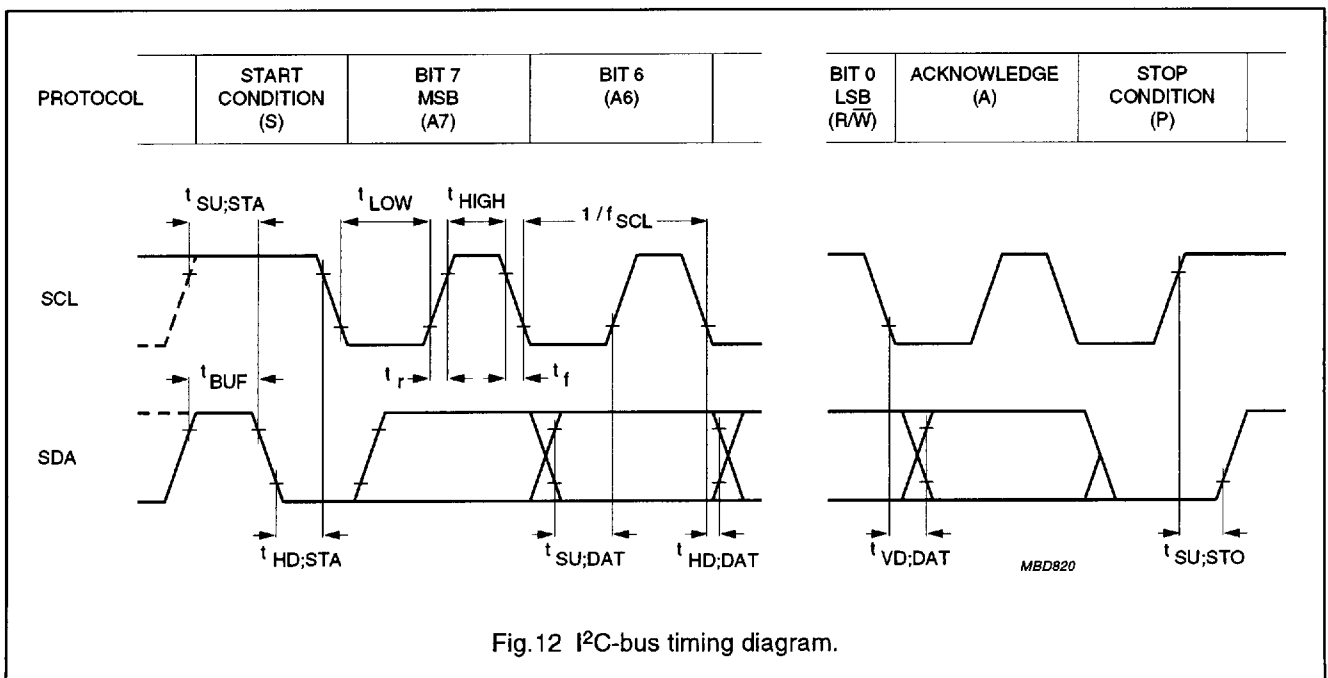 PROTOCOL
START
CONDITION
(S)
BIT 7
MSB
(A7)
BIT 6
(A6)
BIT 0
LSB
(R/W̅)
ACKNOWLEDGE
(A)
STOP
CONDITION
(P)
t SU;STA
t LOW
t HIGH
1 / f SCL
SCL
t BUF
t r
t f
SDA
t HD;STA
t SU;DAT
t HD;DAT
t VD;DAT
MBD820
t SU;STO
Fig.12 I²C-bus timing diagram.